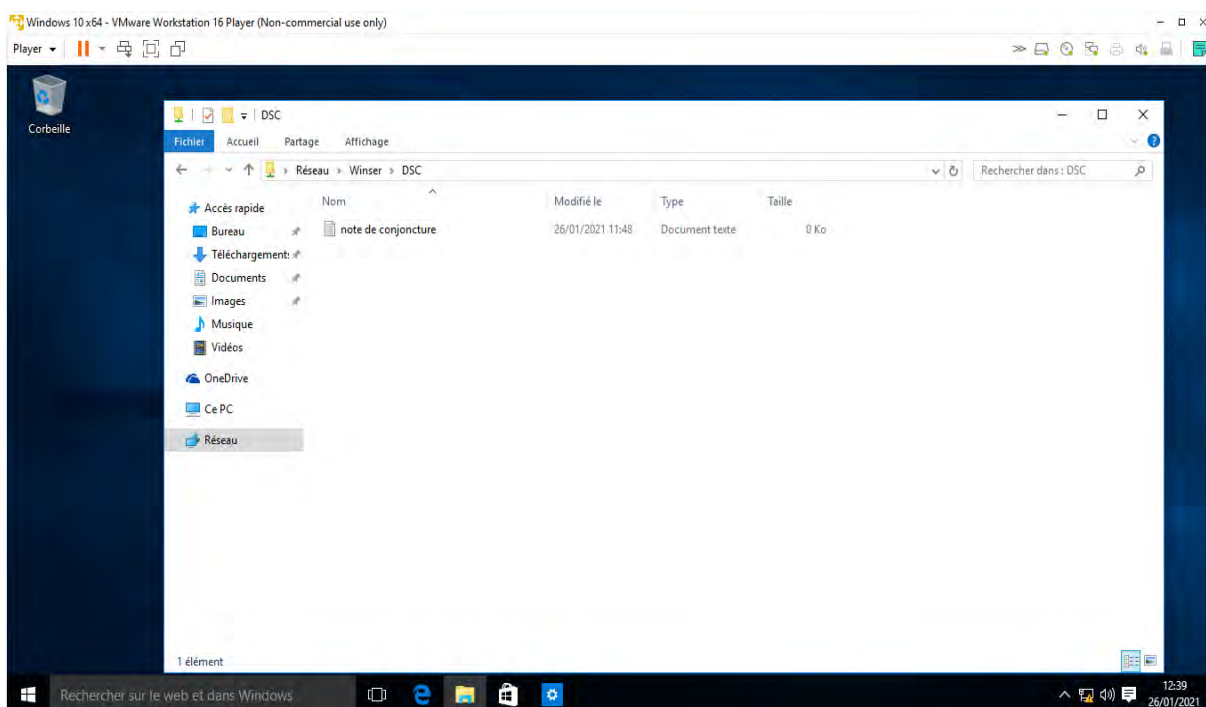 Windows 10 x64 - VMware Workstation 16 Player (Non-commercial use only)
Player
Corbeille
DSC
Fichier Accueil Partage Affichage
Réseau › Winser › DSC
Rechercher dans : DSC
Nom Modifié le Type Taille
note de conjoncture 26/01/2021 11:48 Document texte 0 Ko
Accès rapide
Bureau
Téléchargement:
Documents
Images
Musique
Vidéos
OneDrive
Ce PC
Réseau
1 élément
Rechercher sur le web et dans Windows
12:39
26/01/2021